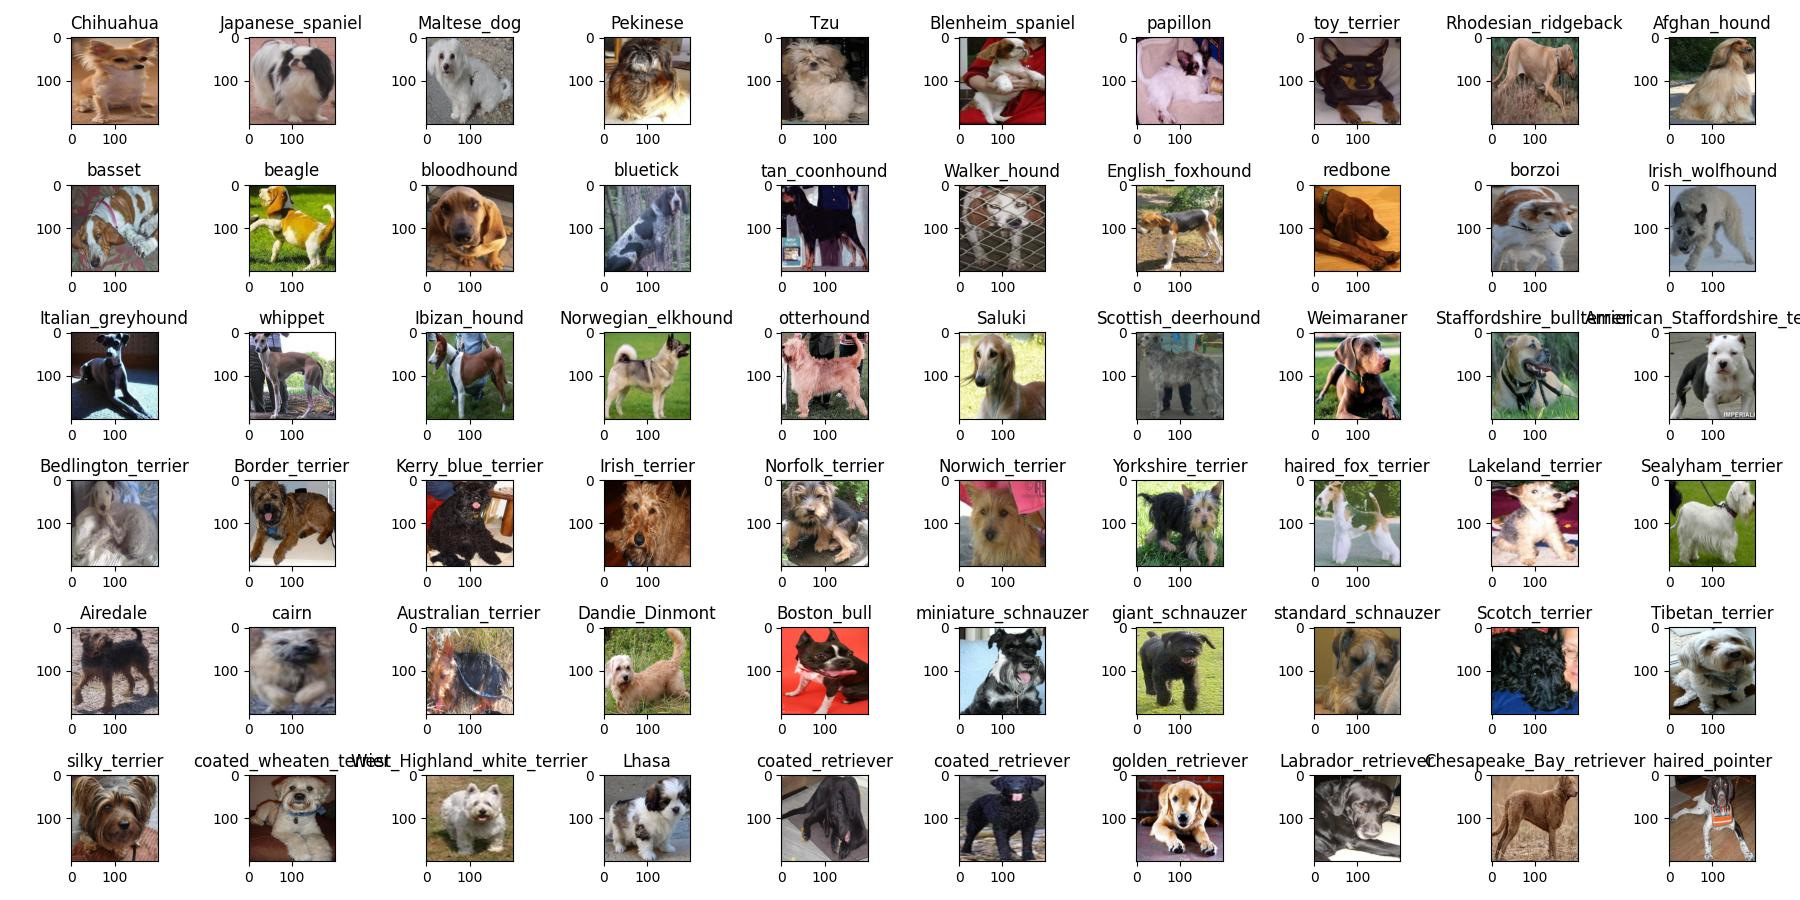 Chihuahua Japanese_spaniel Maltese_dog Pekinese Tzu Blenheim_spaniel papillon toy_terrier Rhodesian_ridgeback Afghan_hound
0 0 0 0 0 0 0 0 0 0
100 100 100 100 100 100 100 100 100 100
0 100 0 100 0 100 0 100 0 100 0 100 0 100 0 100 0 100 0 100
basset beagle bloodhound bluetick tan_coonhound Walker_hound English_foxhound redbone borzoi Irish_wolfhound
0 0 0 0 0 0 0 0 0 0
100 100 100 100 100 100 100 100 100 100
0 100 0 100 0 100 0 100 0 100 0 100 0 100 0 100 0 100 0 100
Italian_greyhound whippet Ibizan_hound Norwegian_elkhound otterhound Saluki Scottish_deerhound Weimaraner Staffordshire_bullterrier American_Staffordshire_te
0 0 0 0 0 0 0 0 0 0
100 100 100 100 100 100 100 100 100 100
IMPERIAL
0 100 0 100 0 100 0 100 0 100 0 100 0 100 0 100 0 100 0 100
Bedlington_terrier Border_terrier Kerry_blue_terrier Irish_terrier Norfolk_terrier Norwich_terrier Yorkshire_terrier haired_fox_terrier Lakeland_terrier Sealyham_terrier
0 0 0 0 0 0 0 0 0 0
100 100 100 100 100 100 100 100 100 100
0 100 0 100 0 100 0 100 0 100 0 100 0 100 0 100 0 100 0 100
Airedale cairn Australian_terrier Dandie_Dinmont Boston_bull miniature_schnauzer giant_schnauzer standard_schnauzer Scotch_terrier Tibetan_terrier
0 0 0 0 0 0 0 0 0 0
100 100 100 100 100 100 100 100 100 100
0 100 0 100 0 100 0 100 0 100 0 100 0 100 0 100 0 100 0 100
silky_terrier coated_wheaten_terrier West_Highland_white_terrier Lhasa coated_retriever coated_retriever golden_retriever Labrador_retriever Chesapeake_Bay_retriever haired_pointer
0 0 0 0 0 0 0 0 0 0
100 100 100 100 100 100 100 100 100 100
0 100 0 100 0 100 0 100 0 100 0 100 0 100 0 100 0 100 0 100